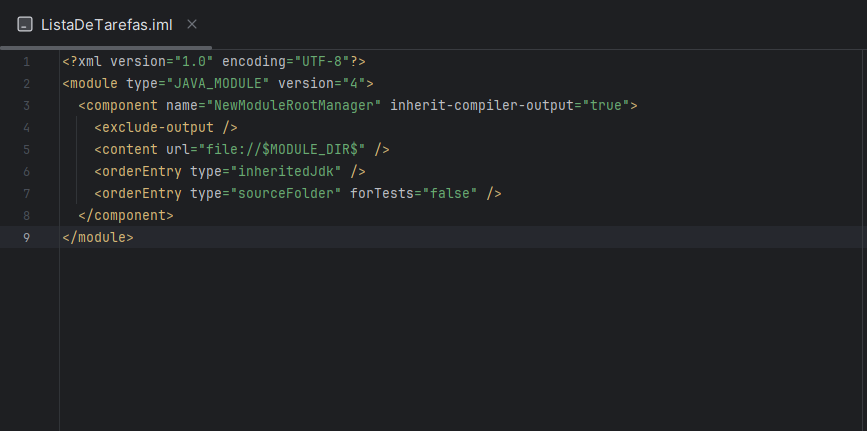 ListaDeTarefas.iml
1 <?xml version="1.0" encoding="UTF-8"?>
2 <module type="JAVA_MODULE" version="4">
3   <component name="NewModuleRootManager" inherit-compiler-output="true">
4     <exclude-output />
5     <content url="file://$MODULE_DIR$" />
6     <orderEntry type="inheritedJdk" />
7     <orderEntry type="sourceFolder" forTests="false" />
8   </component>
9 </module>